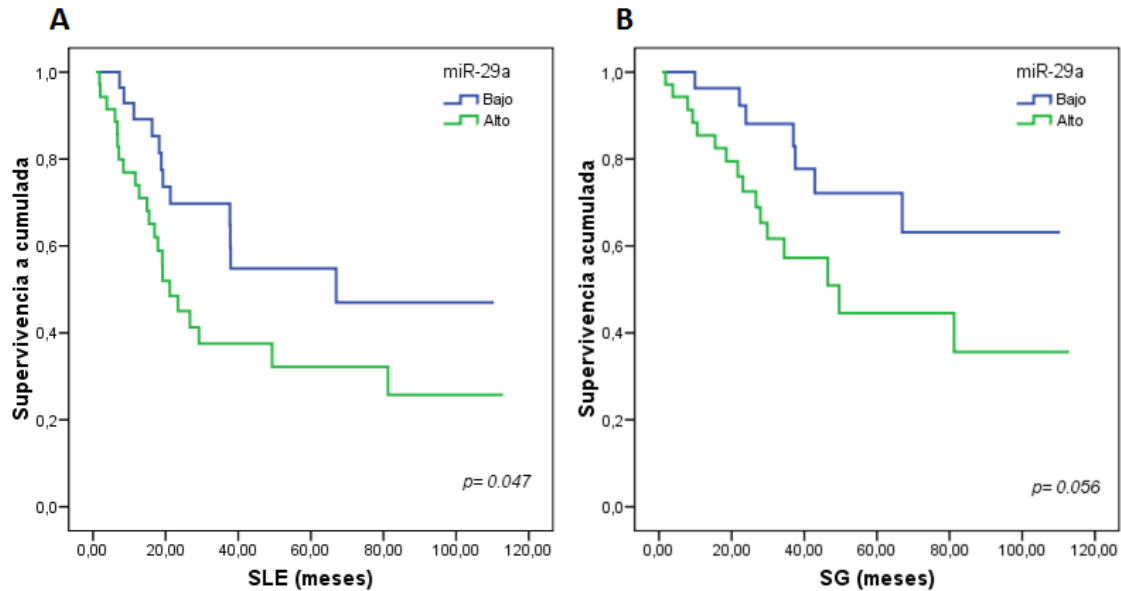 A
miR-29a
Bajo
Alto
Supervivencia a cumulada
1,0
0,8
0,6
0,4
0,2
0,0
p= 0.047
0,00 20,00 40,00 60,00 80,00 100,00 120,00
SLE (meses)
B
miR-29a
Bajo
Alto
Supervivencia acumulada
1,0
0,8
0,6
0,4
0,2
0,0
p= 0.056
0,00 20,00 40,00 60,00 80,00 100,00 120,00
SG (meses)